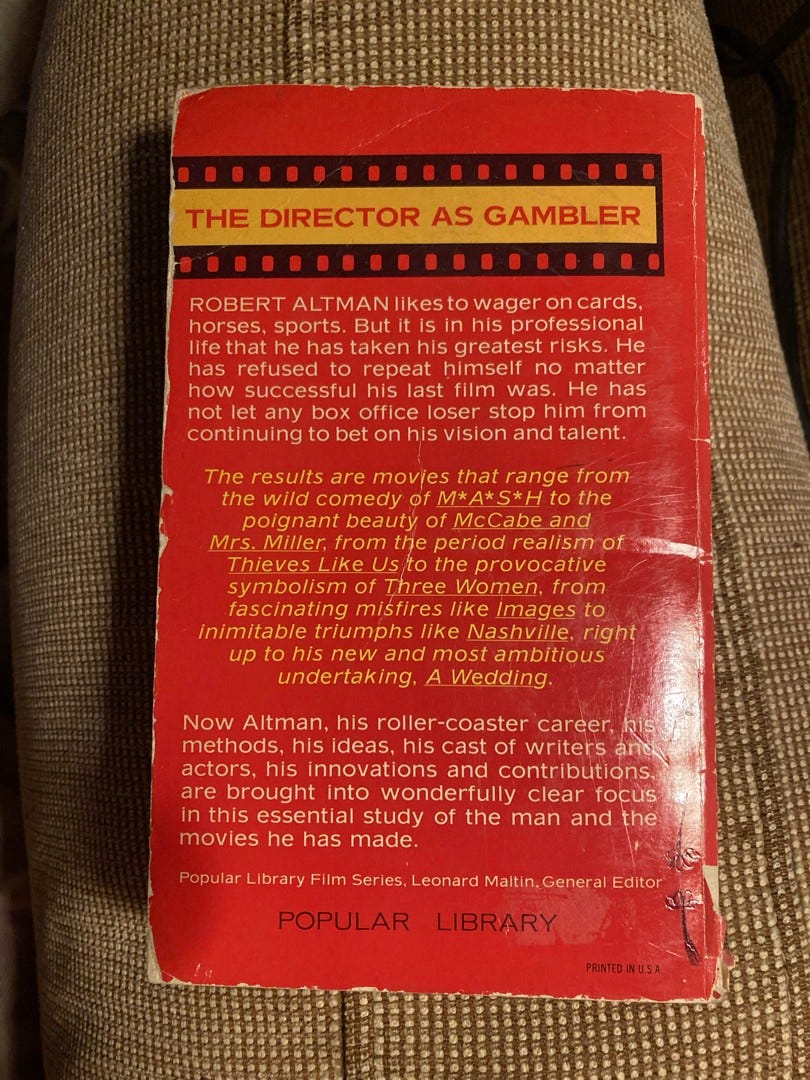 THE DIRECTOR AS GAMBLER
ROBERT ALTMAN likes to wager on cards,
horses, sports. But it is in his professional
life that he has taken his greatest risks. He
has refused to repeat himself no matter
how successful his last film was. He has
not let any box office loser stop him from
continuing to bet on his vision and talent.
The results are movies that range from
the wild comedy of M*A*S*H to the
poignant beauty of McCabe and
Mrs. Miller, from the period realism of
Thieves Like Us to the provocative
symbolism of Three Women, from
fascinating misfires like Images to
inimitable triumphs like Nashville, right
up to his new and most ambitious
undertaking, A Wedding.
Now Altman, his roller-coaster career, his
methods, his ideas, his cast of writers and
actors, his innovations and contributions,
are brought into wonderfully clear focus
in this essential study of the man and the
movies he has made.
Popular Library Film Series, Leonard Maltin, General Editor
POPULAR LIBRARY
PRINTED IN U.S.A.